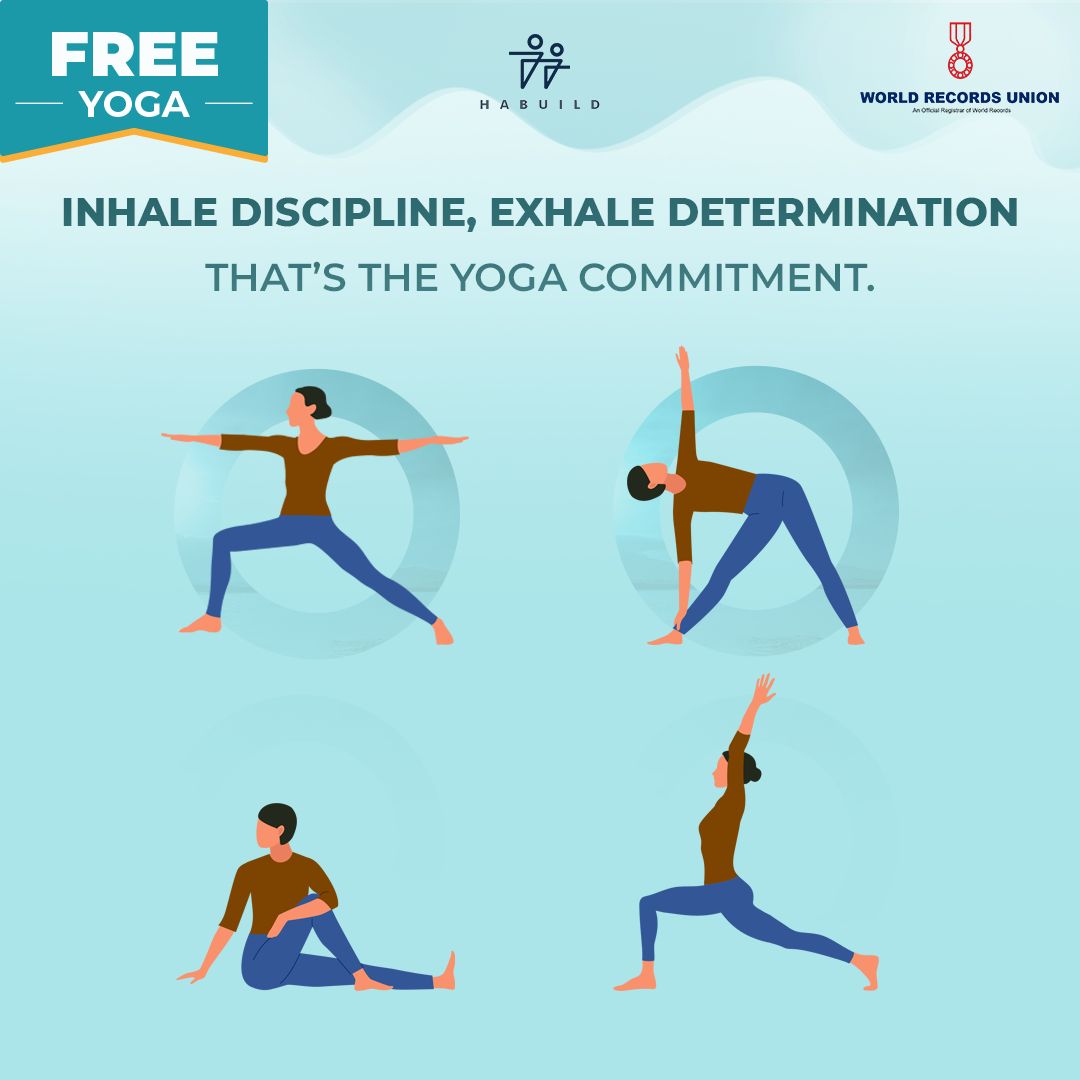 FREE
YOGA
HABUILD
WORLD RECORDS UNION
An Official Registrar of World Records
INHALE DISCIPLINE, EXHALE DETERMINATION
THAT’S THE YOGA COMMITMENT.